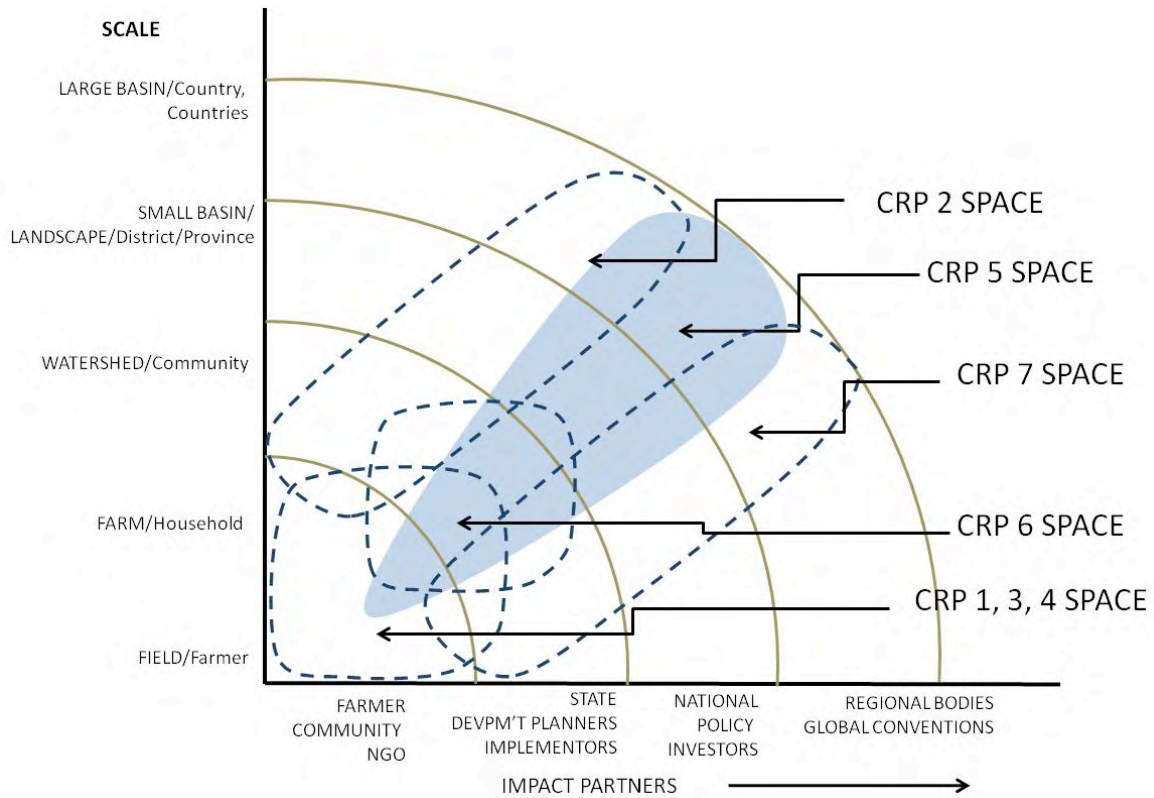 SCALE
LARGE BASIN/Country,
Countries
SMALL BASIN/
LANDSCAPE/District/Province
WATERSHED/Community
FARM/Household
FIELD/Farmer
CRP 2 SPACE
CRP 5 SPACE
CRP 7 SPACE
CRP 6 SPACE
CRP 1, 3, 4 SPACE
FARMER
COMMUNITY
NGO
STATE
DEVPM'T PLANNERS
IMPLEMENTORS
NATIONAL
POLICY
INVESTORS
REGIONAL BODIES
GLOBAL CONVENTIONS
IMPACT PARTNERS